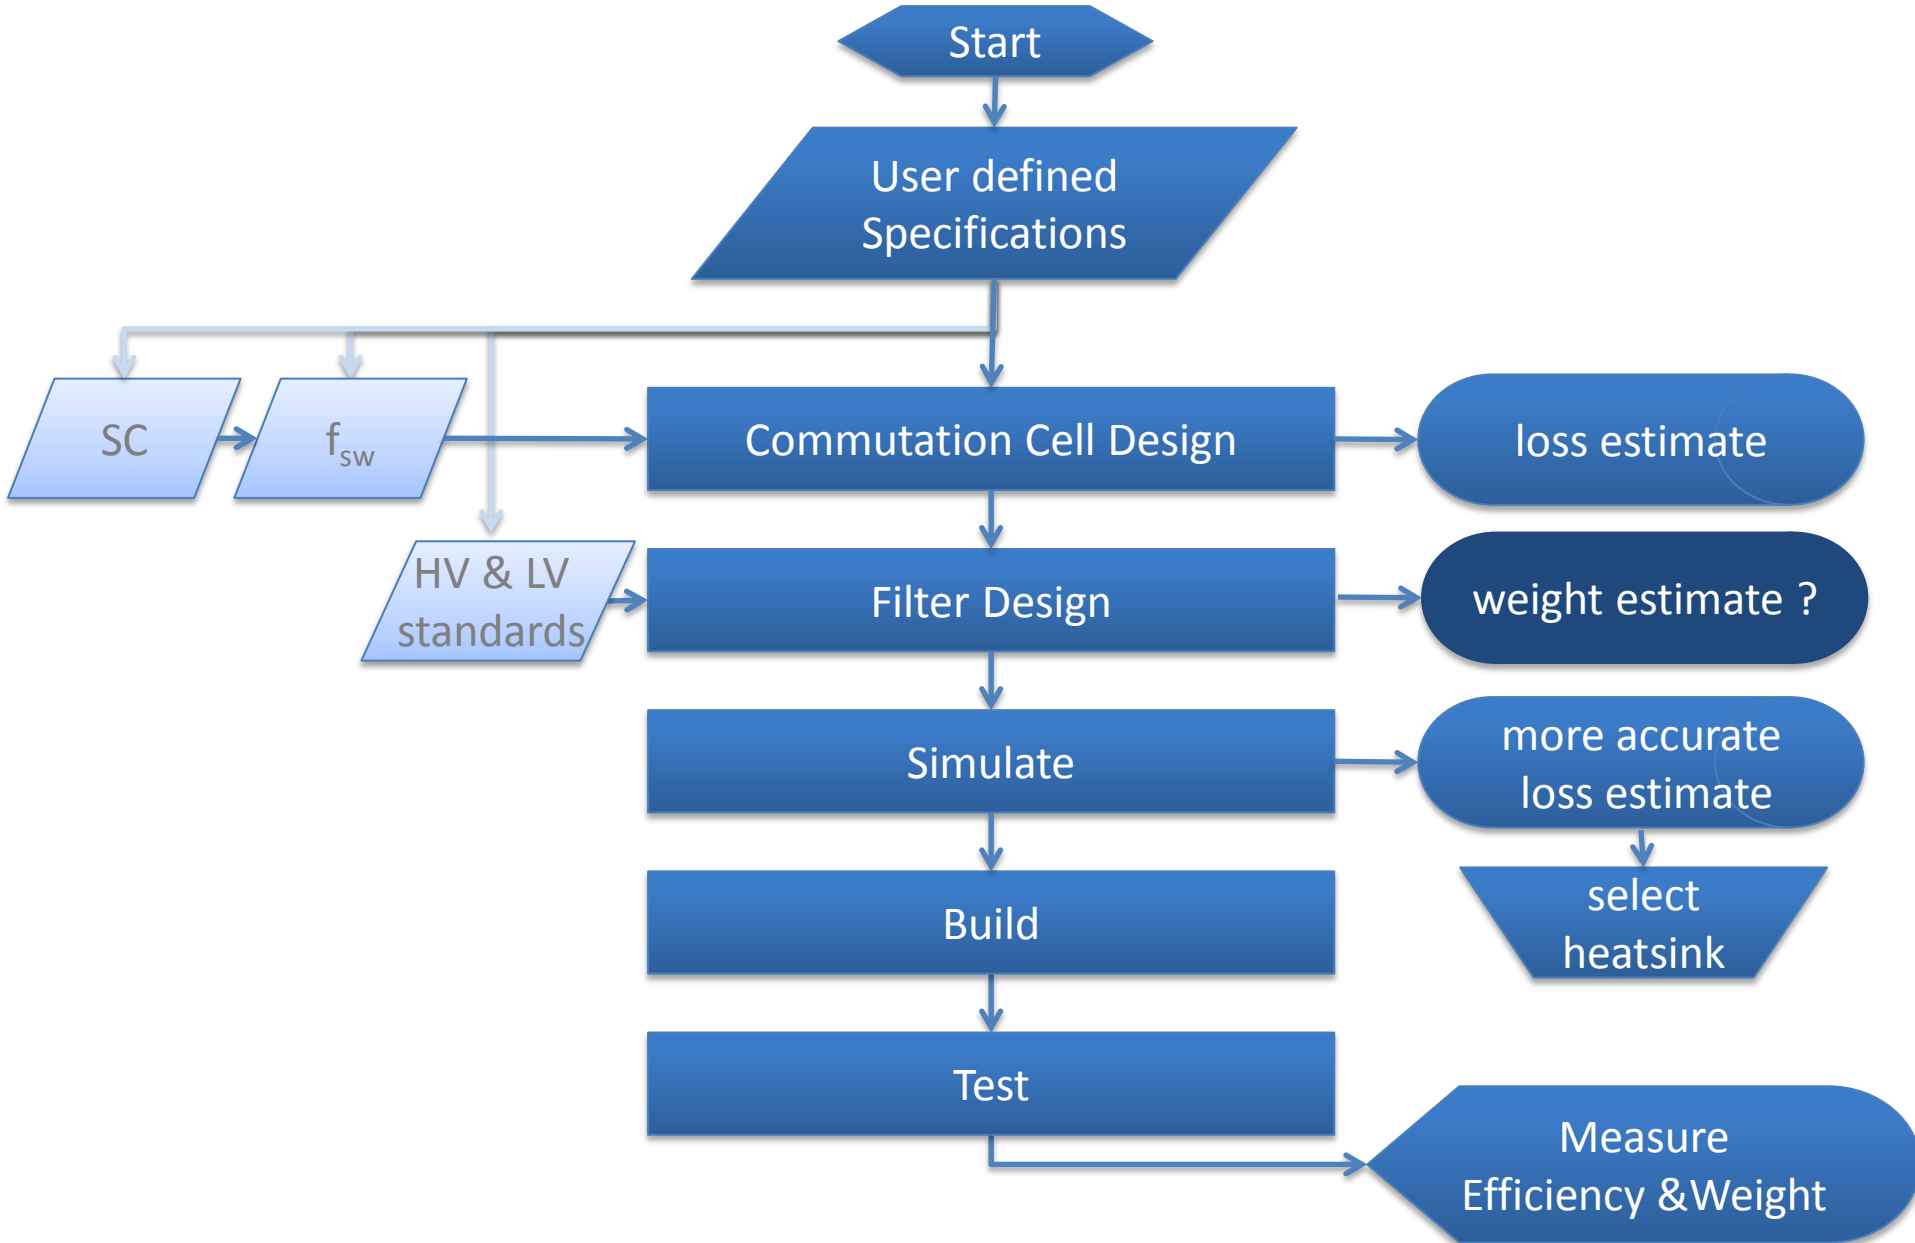 Start
User defined
Specifications
SC
fsw
Commutation Cell Design
loss estimate
HV & LV
standards
Filter Design
weight estimate ?
Simulate
more accurate
loss estimate
Build
select
heatsink
Test
Measure
Efficiency &Weight